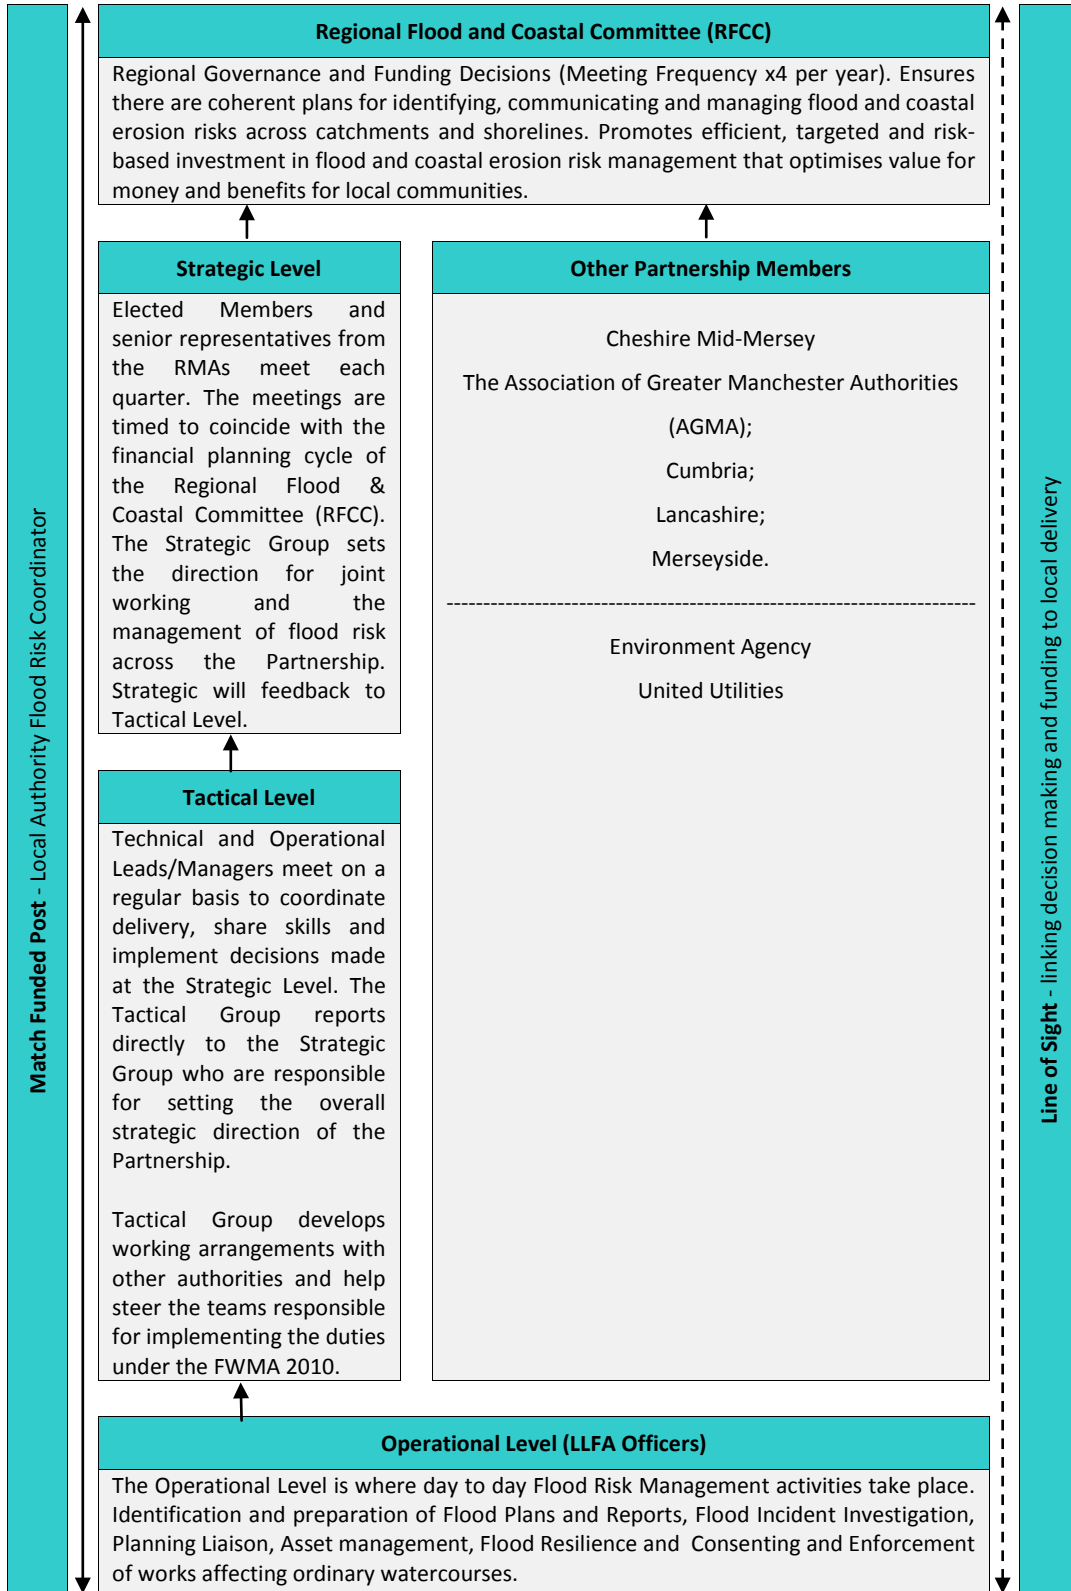 Regional Flood and Coastal Committee (RFCC)
Regional Governance and Funding Decisions (Meeting Frequency x4 per year). Ensures
there are coherent plans for identifying, communicating and managing flood and coastal
erosion risks across catchments and shorelines. Promotes efficient, targeted and risk-
based investment in flood and coastal erosion risk management that optimises value for
money and benefits for local communities.
Strategic Level
Elected Members and
senior representatives from
the RMAs meet each
quarter. The meetings are
timed to coincide with the
financial planning cycle of
the Regional Flood &
Coastal Committee (RFCC).
The Strategic Group sets
the direction for joint
working and the
management of flood risk
across the Partnership.
Strategic will feedback to
Tactical Level.
Other Partnership Members
Cheshire Mid-Mersey
The Association of Greater Manchester Authorities
(AGMA);
Cumbria;
Lancashire;
Merseyside.
Environment Agency
United Utilities
Tactical Level
Technical and Operational
Leads/Managers meet on a
regular basis to coordinate
delivery, share skills and
implement decisions made
at the Strategic Level. The
Tactical Group reports
directly to the Strategic
Group who are responsible
for setting the overall
strategic direction of the
Partnership.
Tactical Group develops
working arrangements with
other authorities and help
steer the teams responsible
for implementing the duties
under the FWMA 2010.
Operational Level (LLFA Officers)
The Operational Level is where day to day Flood Risk Management activities take place.
Identification and preparation of Flood Plans and Reports, Flood Incident Investigation,
Planning Liaison, Asset management, Flood Resilience and Consenting and Enforcement
of works affecting ordinary watercourses.
Match Funded Post - Local Authority Flood Risk Coordinator
Line of Sight - linking decision making and funding to local delivery